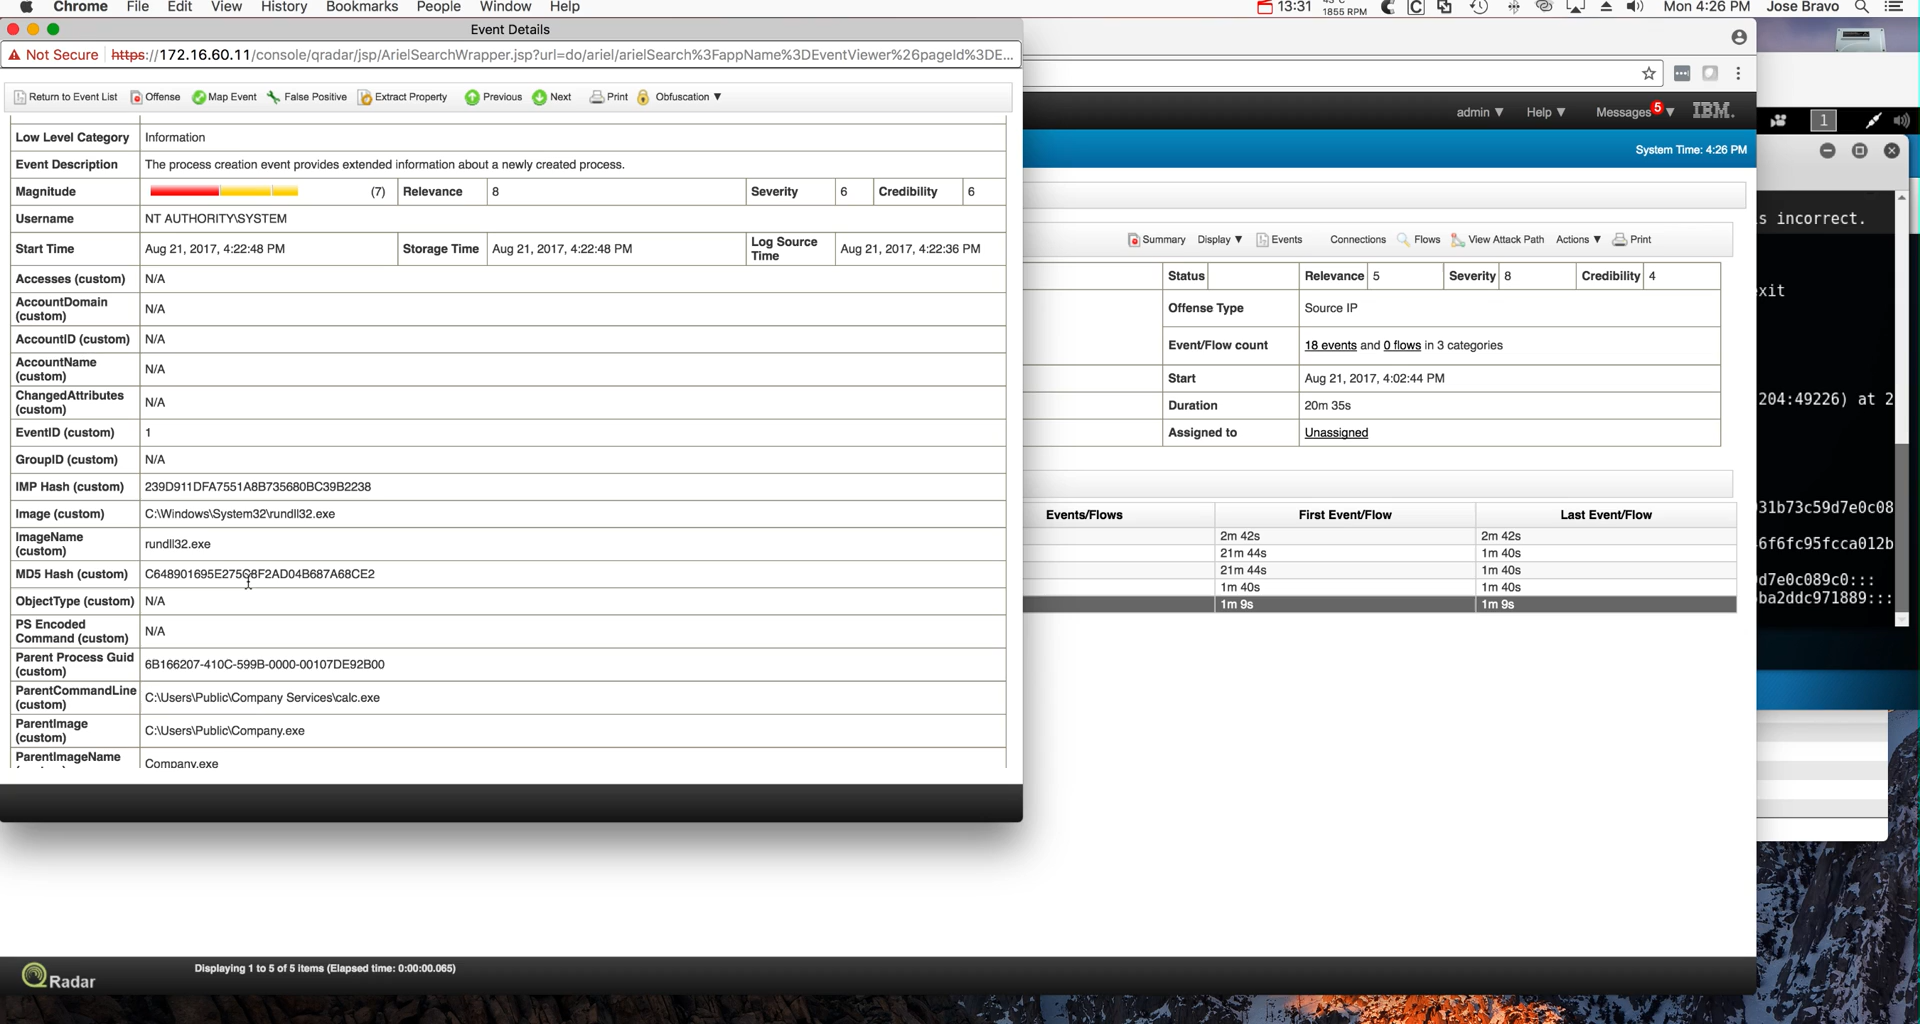 Chrome File Edit View History Bookmarks People Window Help
13:31 1855 RPM Mon 4:26 PM Jose Bravo
Event Details
Not Secure https://172.16.60.11/console/qradar/jsp/ArielSearchWrapper.jsp?url=do/ariel/arielSearch%3FappName%3DEventViewer%26pageId%3DE...
Return to Event List Offense Map Event False Positive Extract Property Previous Next Print Obfuscation ▼
Low Level Category Information
Event Description The process creation event provides extended information about a newly created process.
Magnitude (7) Relevance 8 Severity 6 Credibility 6
Username NT AUTHORITY\SYSTEM
Start Time Aug 21, 2017, 4:22:48 PM Storage Time Aug 21, 2017, 4:22:48 PM Log Source Time Aug 21, 2017, 4:22:36 PM
Accesses (custom) N/A
AccountDomain (custom) N/A
AccountID (custom) N/A
AccountName (custom) N/A
ChangedAttributes (custom) N/A
EventID (custom) 1
GroupID (custom) N/A
IMP Hash (custom) 239D911DFA7551A8B735680BC39B2238
Image (custom) C:\Windows\System32\rundll32.exe
ImageName (custom) rundll32.exe
MD5 Hash (custom) C648901695E275C8F2AD04B687A68CE2
ObjectType (custom) N/A
PS Encoded Command (custom) N/A
Parent Process Guid (custom) 6B166207-410C-599B-0000-00107DE92B00
ParentCommandLine (custom) C:\Users\Public\Company Services\calc.exe
ParentImage (custom) C:\Users\Public\Company.exe
ParentImageName Company.exe
admin ▼ Help ▼ Messages 5 ▼ IBM.
System Time: 4:26 PM
Summary Display ▼ Events Connections Flows View Attack Path Actions ▼ Print
Status Relevance 5 Severity 8 Credibility 4
Offense Type Source IP
Event/Flow count 18 events and 0 flows in 3 categories
Start Aug 21, 2017, 4:02:44 PM
Duration 20m 35s
Assigned to Unassigned
Events/Flows First Event/Flow Last Event/Flow
2m 42s 2m 42s
21m 44s 1m 40s
21m 44s 1m 40s
1m 40s 1m 40s
1m 9s 1m 9s
1
s incorrect.
xit
204:49226) at 2
31b73c59d7e0c08
6f6fc95fcca012b
d7e0c089c0:::
ba2ddc971889:::
QRadar Displaying 1 to 5 of 5 items (Elapsed time: 0:00:00.065)